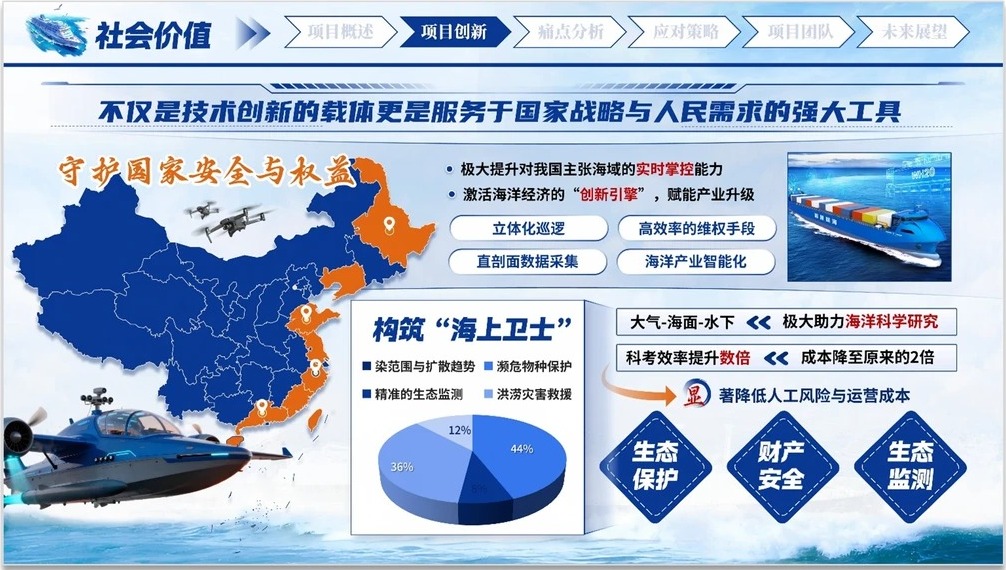 社会价值
项目概述
项目创新
痛点分析
应对策略
项目团队
未来展望
不仅是技术创新的载体更是服务于国家战略与人民需求的强大工具
守护国家安全与权益
极大提升对我国主张海域的实时掌控能力
激活海洋经济的“创新引擎”，赋能产业升级
立体化巡逻
高效率的维权手段
直剖面数据采集
海洋产业智能化
构筑“海上卫士”
染范围与扩散趋势
濒危物种保护
精准的生态监测
洪涝灾害救援
12%
44%
36%
大气-海面-水下
极大助力海洋科学研究
科考效率提升数倍
成本降至原来的2倍
显著降低人工风险与运营成本
生态保护
财产安全
生态监测